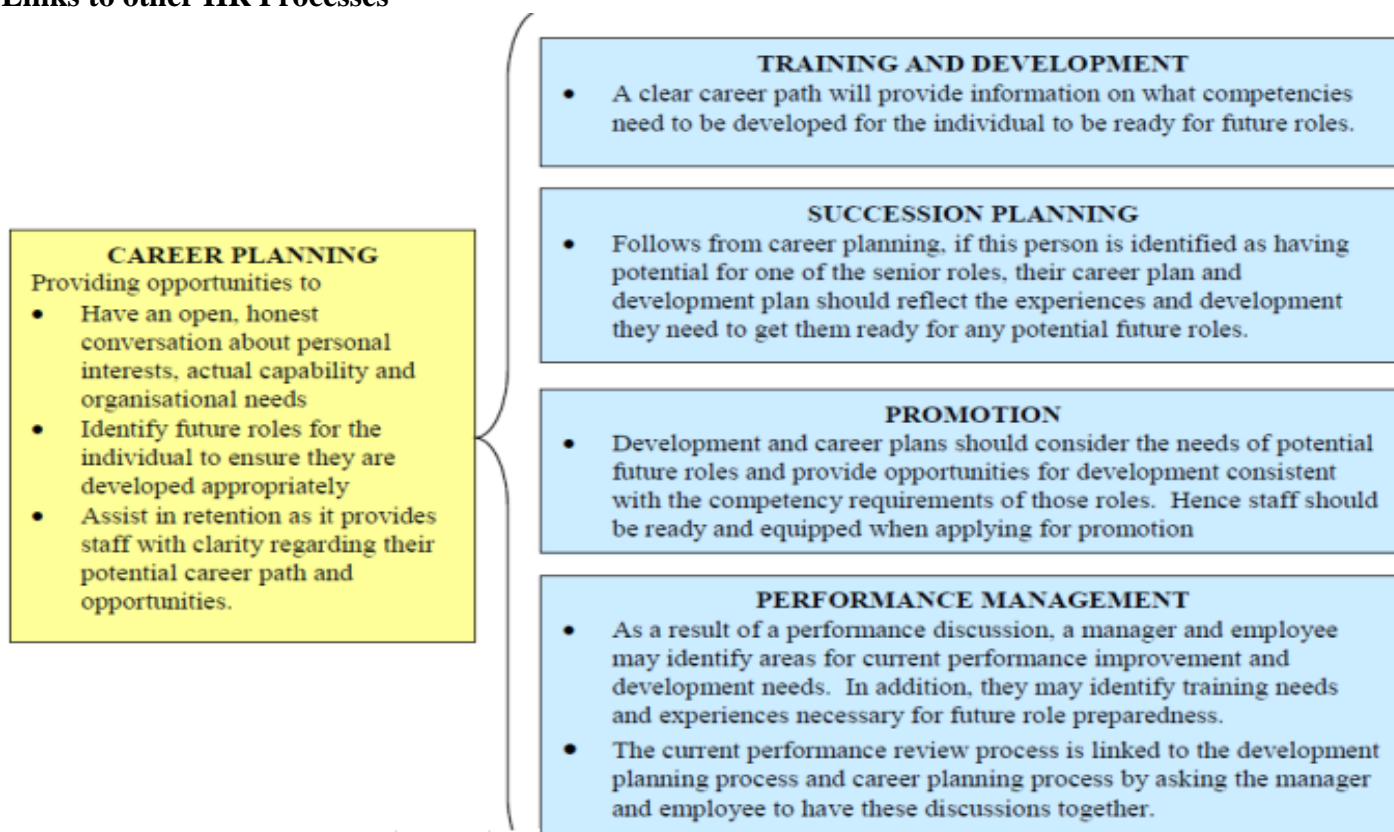 Links to other HR Processes
CAREER PLANNING
Providing opportunities to
• Have an open, honest
conversation about personal
interests, actual capability and
organisational needs
• Identify future roles for the
individual to ensure they are
developed appropriately
• Assist in retention as it provides
staff with clarity regarding their
potential career path and
opportunities.
TRAINING AND DEVELOPMENT
• A clear career path will provide information on what competencies
need to be developed for the individual to be ready for future roles.
SUCCESSION PLANNING
• Follows from career planning, if this person is identified as having
potential for one of the senior roles, their career plan and
development plan should reflect the experiences and development
they need to get them ready for any potential future roles.
PROMOTION
• Development and career plans should consider the needs of potential
future roles and provide opportunities for development consistent
with the competency requirements of those roles. Hence staff should
be ready and equipped when applying for promotion
PERFORMANCE MANAGEMENT
• As a result of a performance discussion, a manager and employee
may identify areas for current performance improvement and
development needs. In addition, they may identify training needs
and experiences necessary for future role preparedness.
• The current performance review process is linked to the development
planning process and career planning process by asking the manager
and employee to have these discussions together.